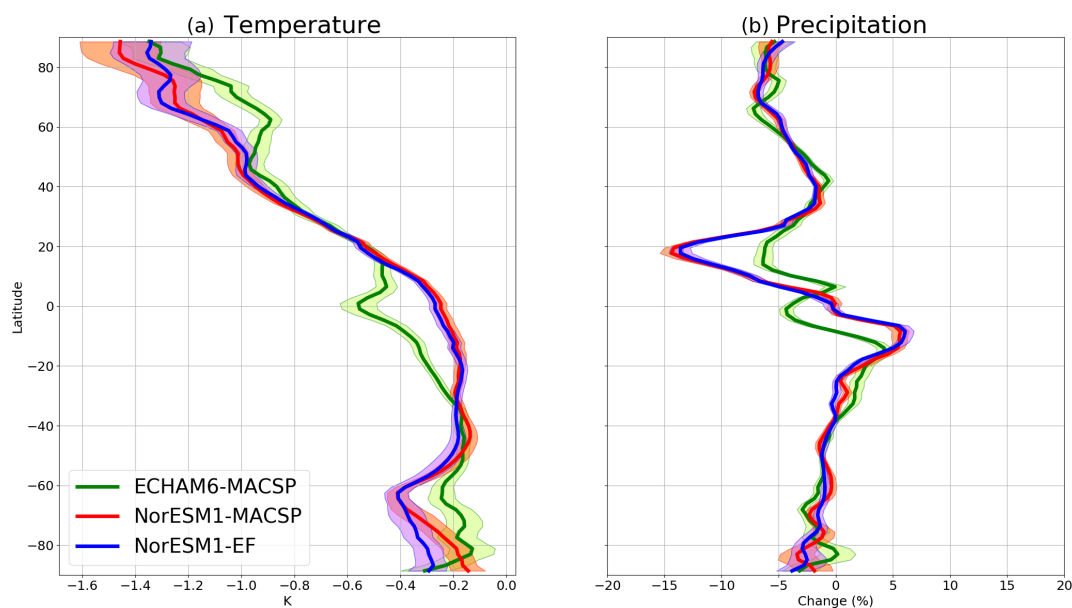 (a) Temperature
80
60
40
20
0
−20
−40
−60
−80
Latitude
ECHAM6-MACSP
NorESM1-MACSP
NorESM1-EF
−1.6 −1.4 −1.2 −1.0 −0.8 −0.6 −0.4 −0.2 0.0
K
(b) Precipitation
−20 −15 −10 −5 0 5 10 15 20
Change (%)